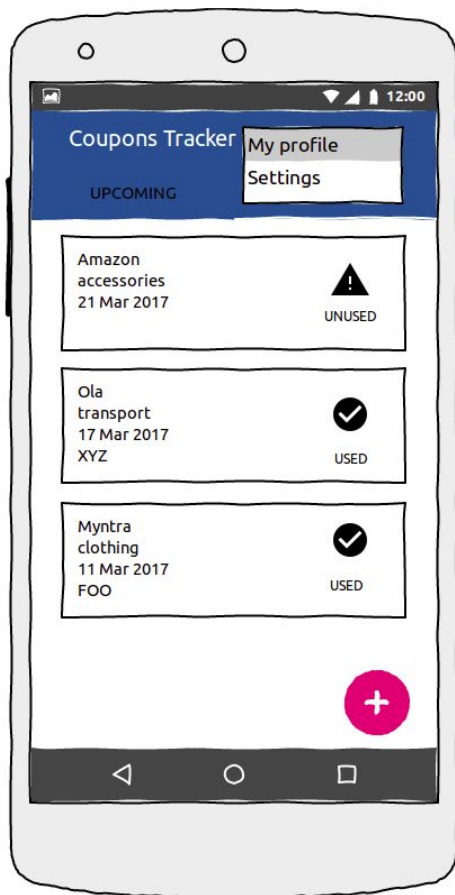 12:00
Coupons Tracker
My profile
Settings
UPCOMING
Amazon
accessories
21 Mar 2017
UNUSED
Ola
transport
17 Mar 2017
XYZ
USED
Myntra
clothing
11 Mar 2017
FOO
USED